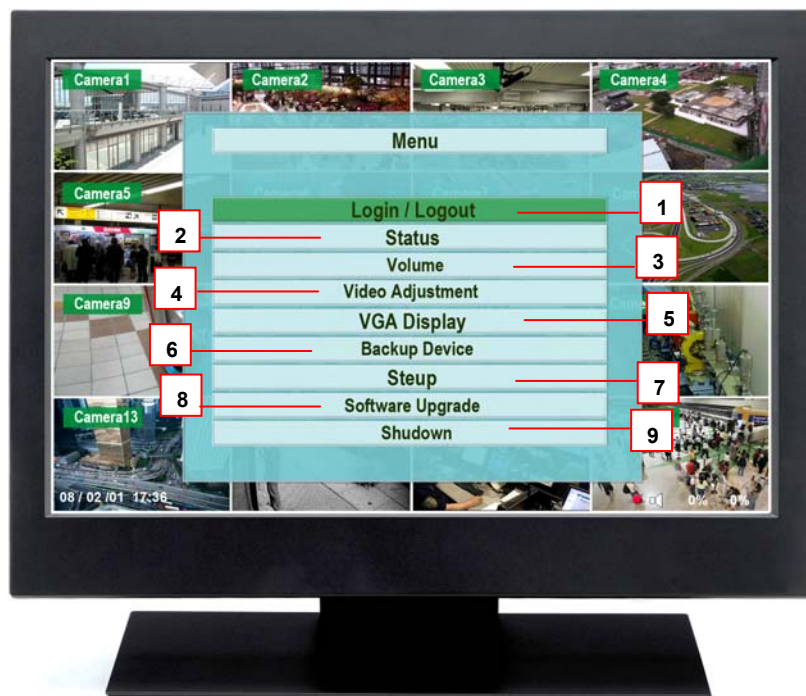 Camera1
Camera2
Camera3
Camera4
Menu
Camera5
Login / Logout
1
2
Status
Volume
3
4
Video Adjustment
Camera9
VGA Display
5
6
Backup Device
Steup
7
8
Software Upgrade
Camera13
Shudown
9
08 / 02 /01 17:36
0% 0%